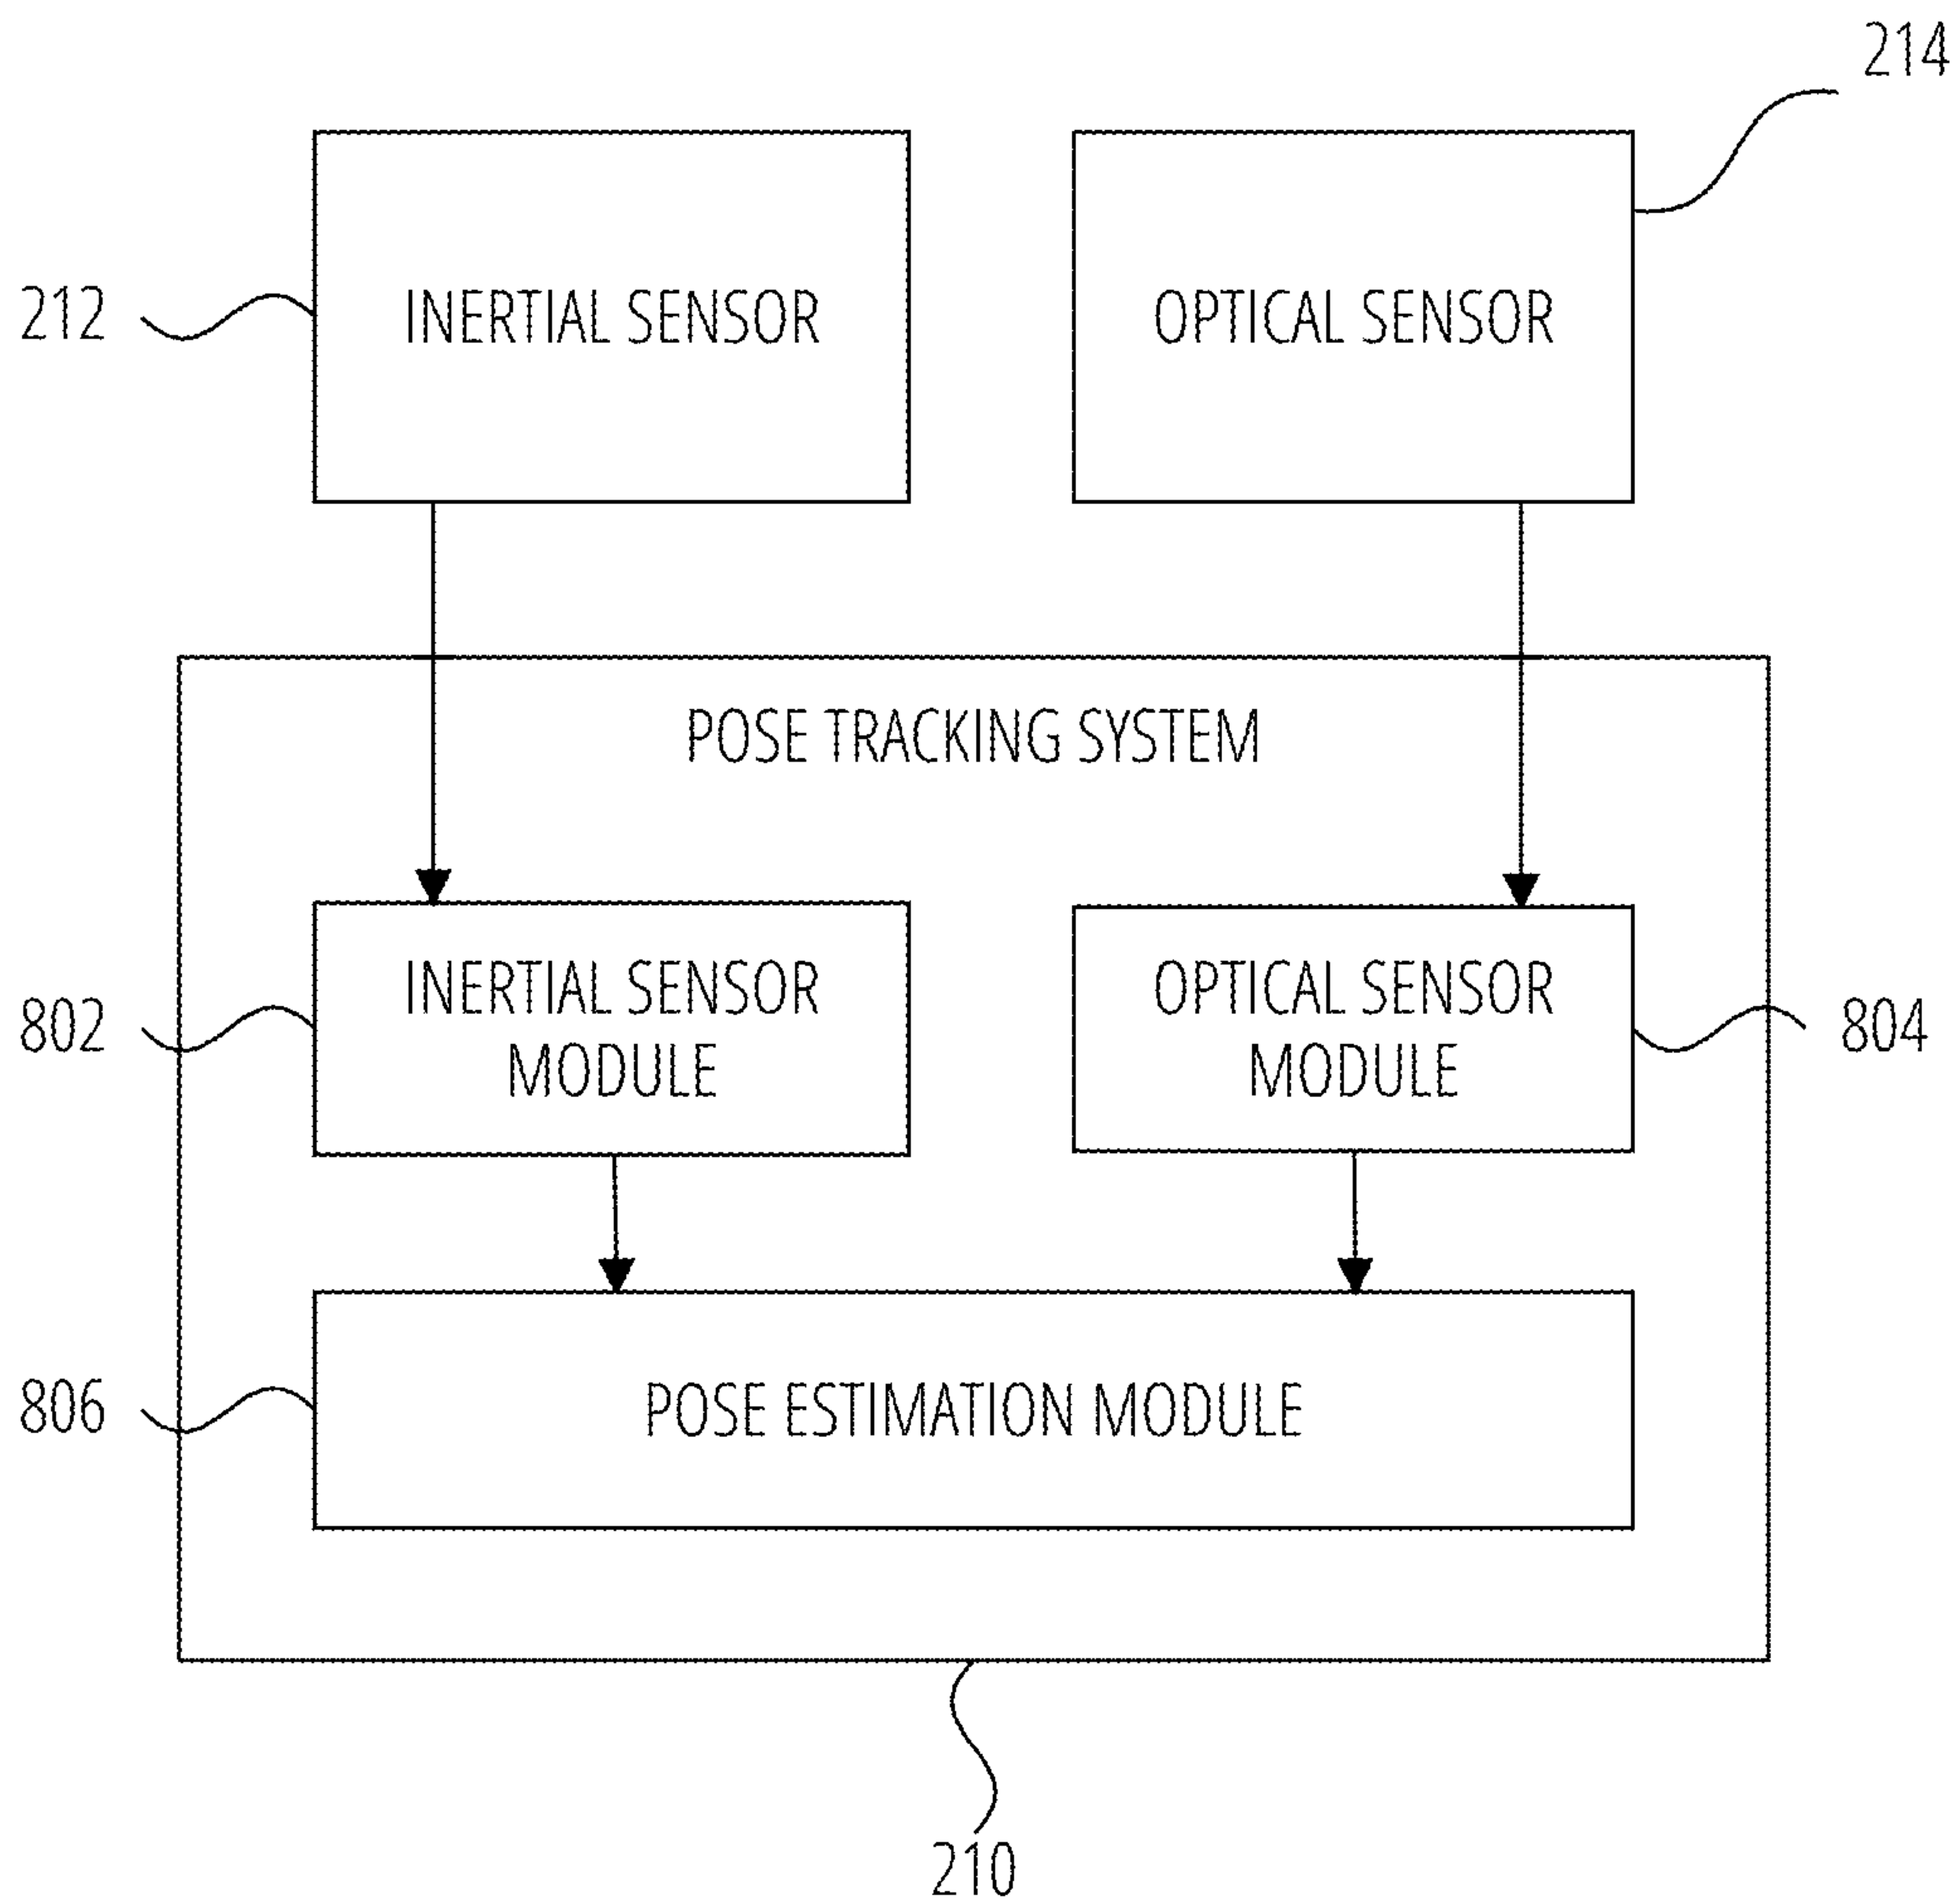 214
212
INERTIAL SENSOR
OPTICAL SENSOR
POSE TRACKING SYSTEM
802
INERTIAL SENSOR
MODULE
OPTICAL SENSOR
MODULE
804
806
POSE ESTIMATION MODULE
210